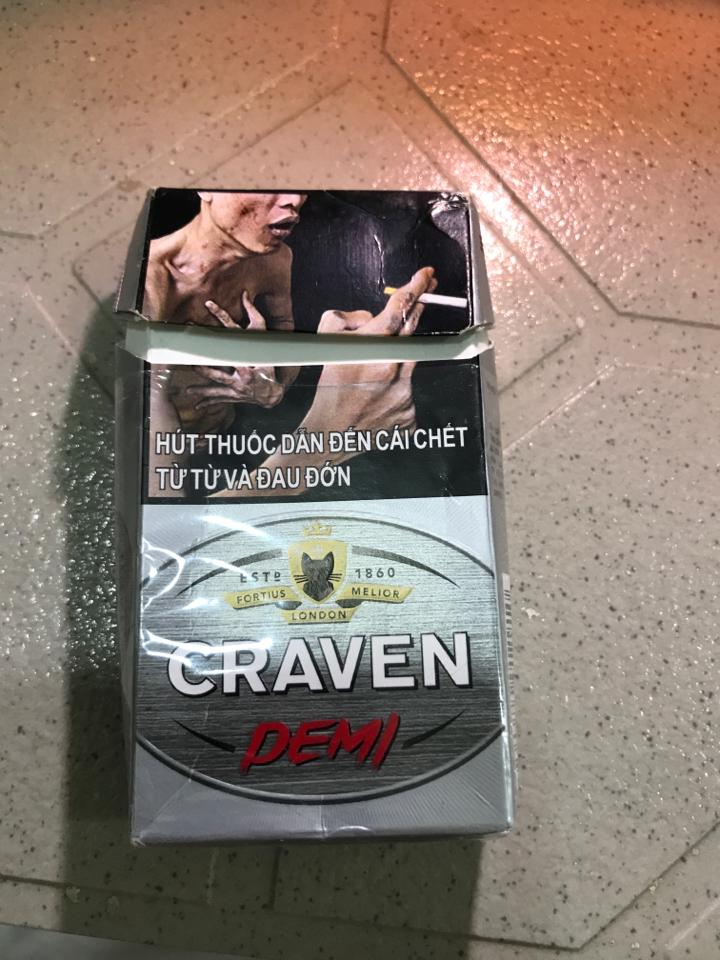 HÚT THUỐC DẪN ĐẾN CÁI CHẾT
TỪ TỪ VÀ ĐAU ĐỚN
ESTD 1860
FORTIUS MELIOR
LONDON
CRAVEN
DEMI